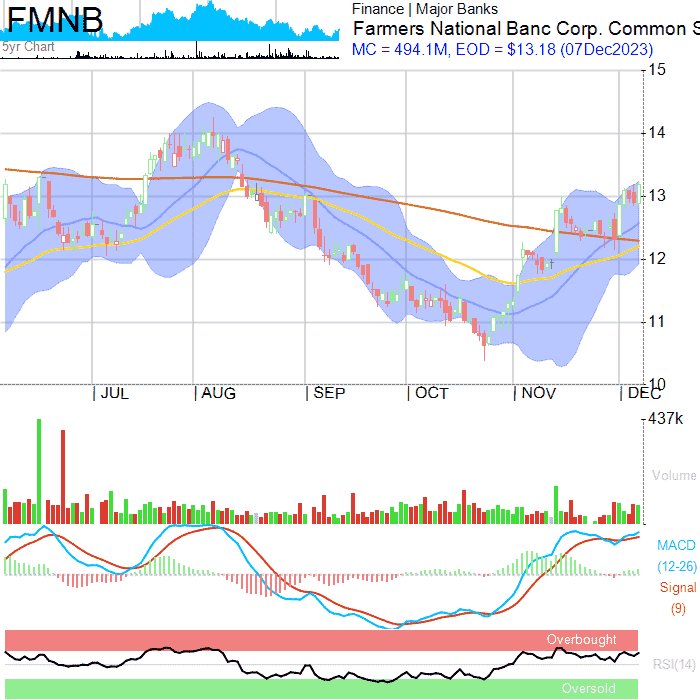 FMNB
Finance | Major Banks
Farmers National Banc Corp. Common S
5yr Chart
MC = 494.1M, EOD = $13.18 (07Dec2023)
15
14
13
12
11
10
JUL
AUG
SEP
OCT
NOV
DEC
437k
Volume
MACD
(12-26)
Signal
(9)
Overbought
RSI(14)
Oversold